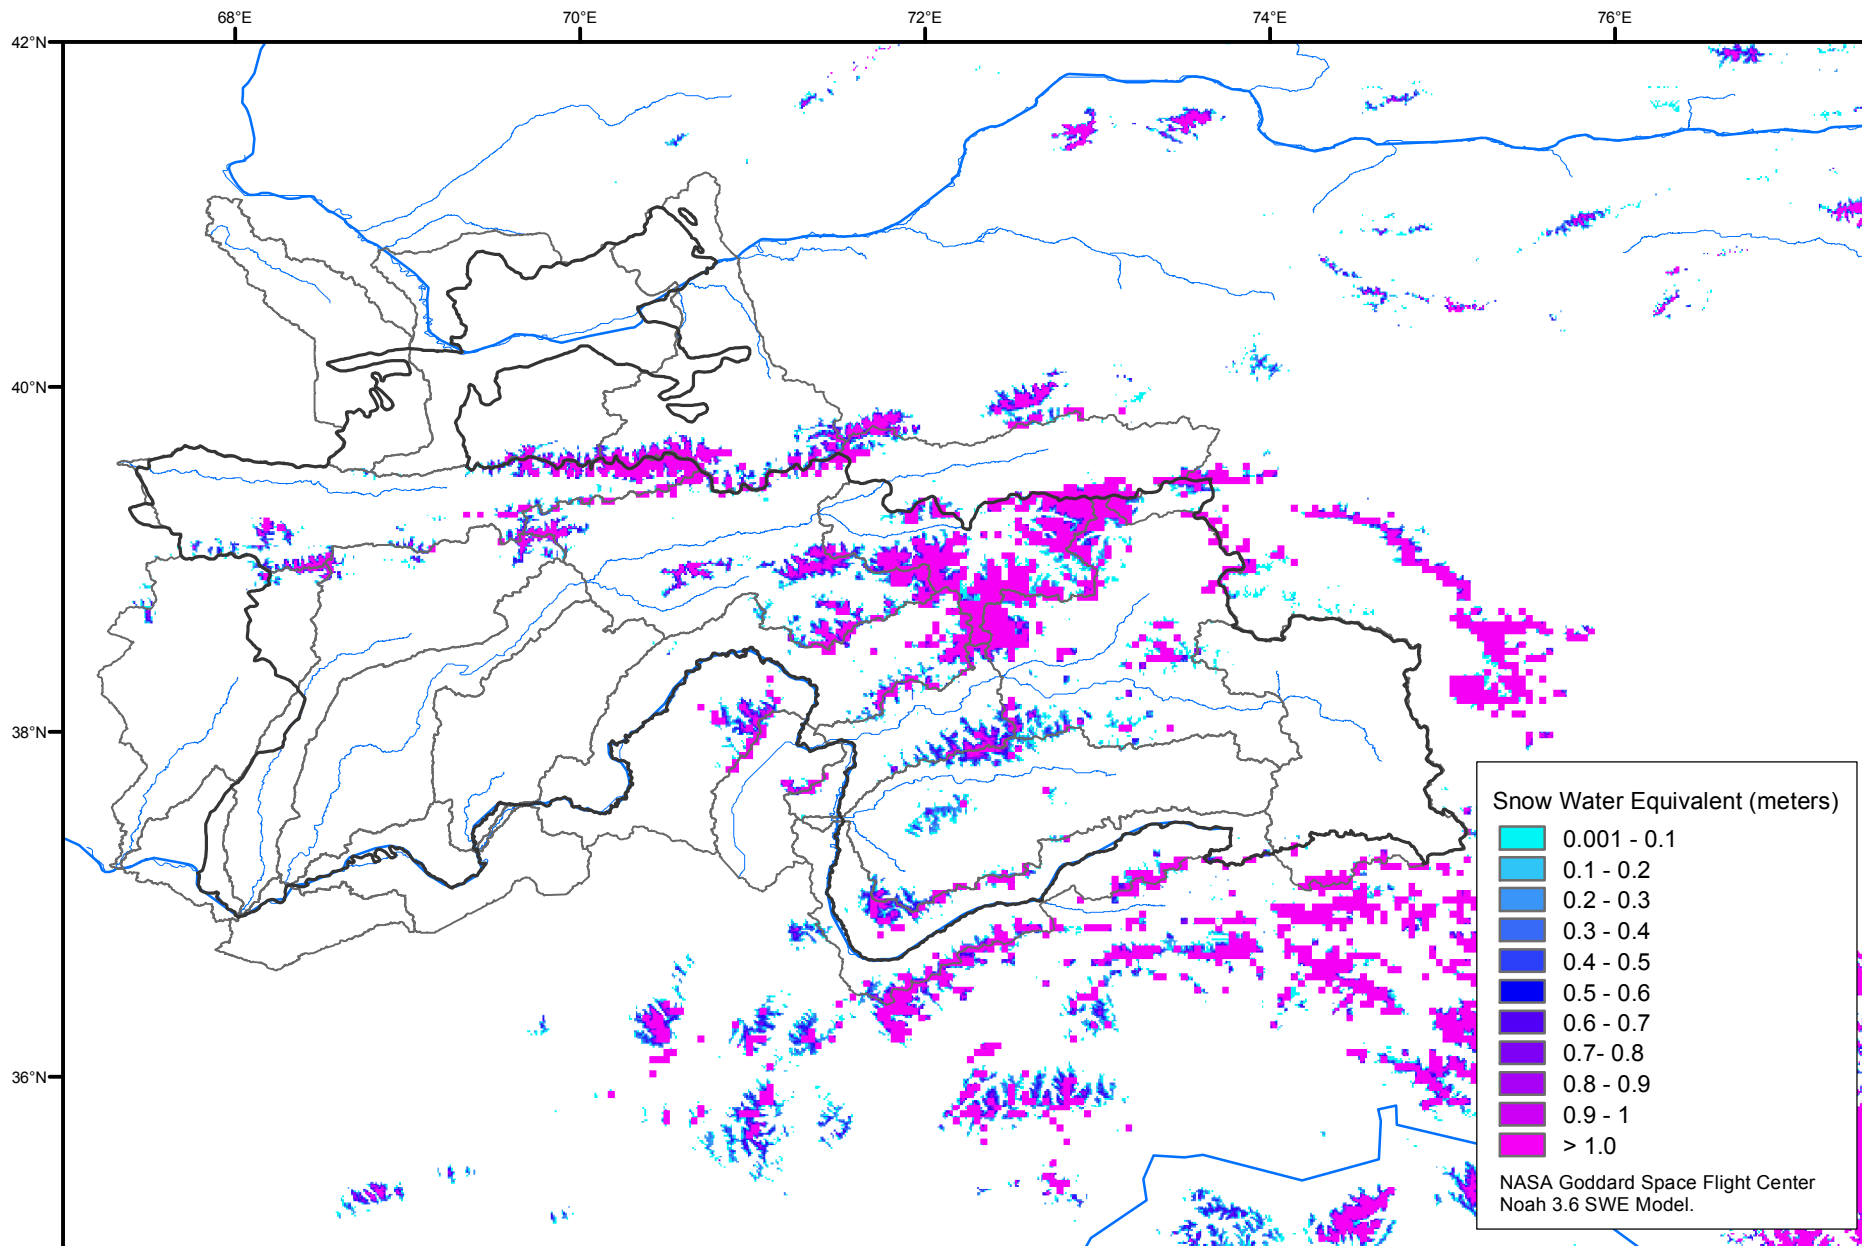 68°E 70°E 72°E 74°E 76°E
42°N
40°N
38°N
36°N
Snow Water Equivalent (meters)
0.001 - 0.1
0.1 - 0.2
0.2 - 0.3
0.3 - 0.4
0.4 - 0.5
0.5 - 0.6
0.6 - 0.7
0.7- 0.8
0.8 - 0.9
0.9 - 1
> 1.0
NASA Goddard Space Flight Center
Noah 3.6 SWE Model.